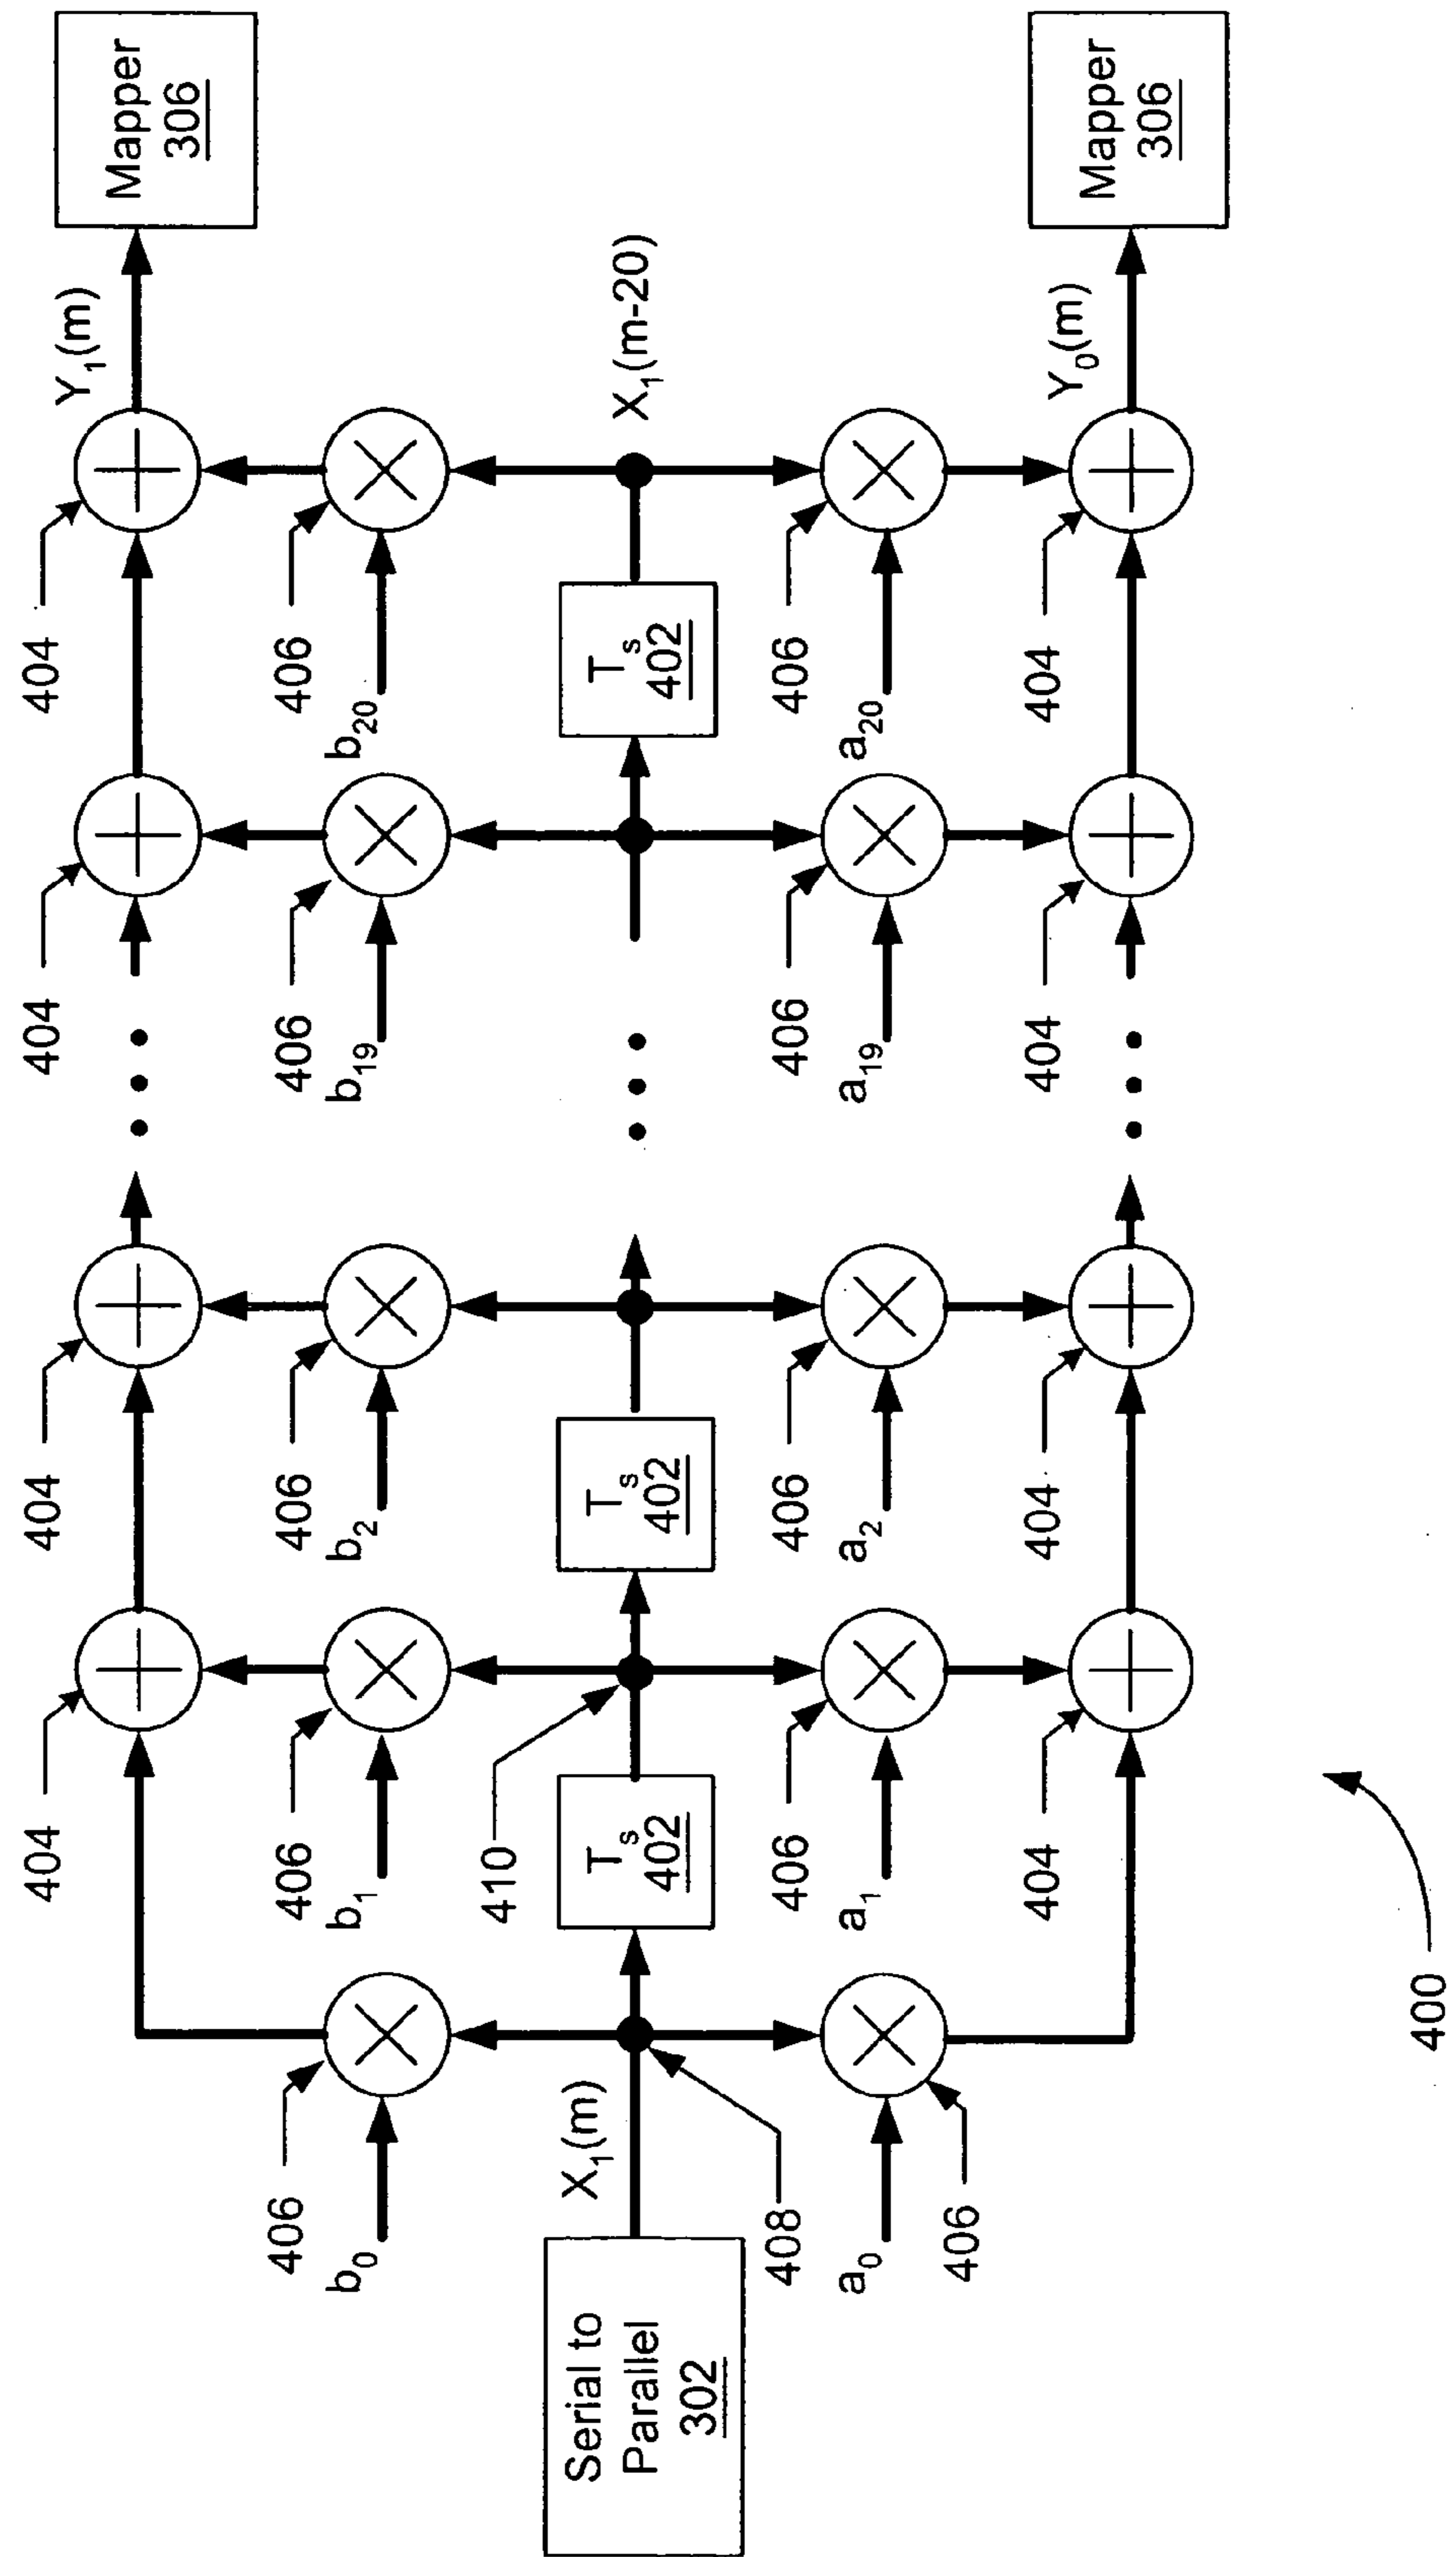 404 404 404 404
Y₁(m)
Mapper
306
406 406 406 406 406
b₀ b₁ b₂ b₁₉ b₂₀
410
Serial to
Parallel
302
X₁(m)
Tₛ
402
Tₛ
402
Tₛ
402
X₁(m-20)
408
406 406 406 406
a₀ a₁ a₂ a₁₉ a₂₀
406
404 404 404 404
Y₀(m)
Mapper
306
400